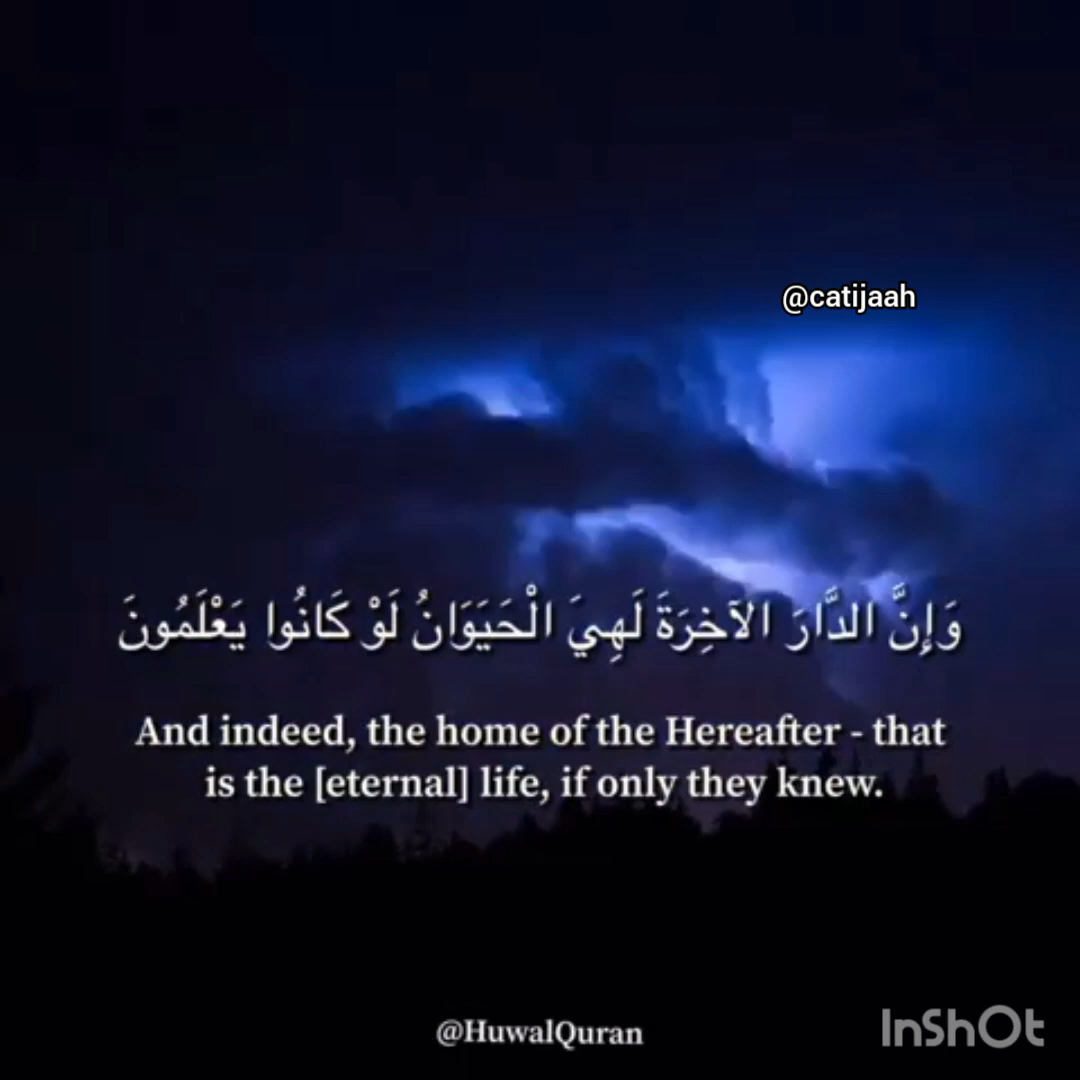 @catijaah
وَإِنَّ الدَّارَ الآخِرَةَ لَهِيَ الْحَيَوَانُ لَوْ كَانُوا يَعْلَمُونَ
And indeed, the home of the Hereafter - that
is the [eternal] life, if only they knew.
@HuwalQuran
InShOt